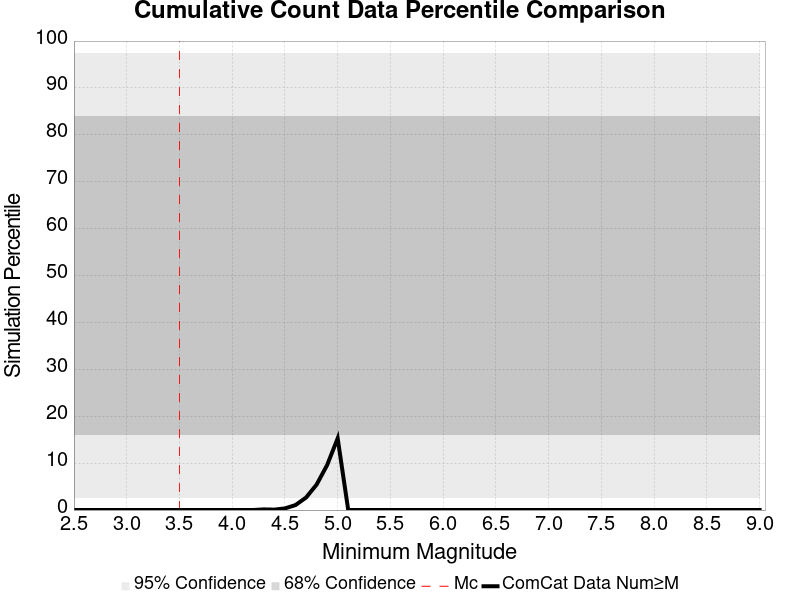 Cumulative Count Data Percentile Comparison
100
90
80
70
60
50
40
30
20
10
0
Simulation Percentile
2.5 3.0 3.5 4.0 4.5 5.0 5.5 6.0 6.5 7.0 7.5 8.0 8.5 9.0
Minimum Magnitude
95% Confidence 68% Confidence Mc ComCat Data Num≥M